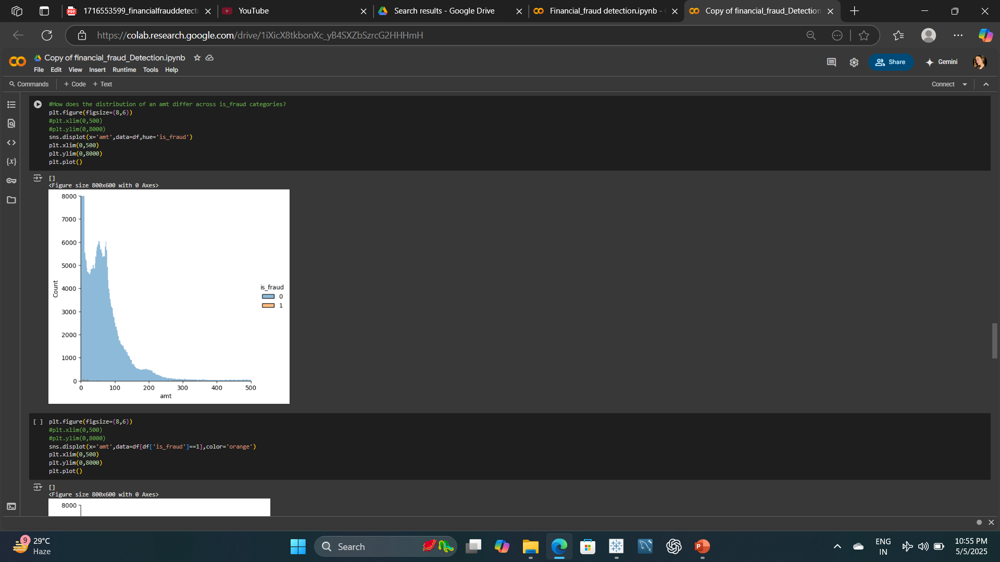 1716553599_financialfrauddetecti
YouTube
Search results - Google Drive
Financial_fraud detection.ipynb -
Copy of financial_fraud_Detection
https://colab.research.google.com/drive/1iXicX8tkbonXc_yB4SXZbSzrcG2HHHmH
Copy of financial_fraud_Detection.ipynb
File Edit View Insert Runtime Tools Help
Share
Gemini
Commands + Code + Text
Connect
#How does the distribution of an amt differ across is_fraud categories?
plt.figure(figsize=(8,6))
#plt.xlim(0,500)
#plt.ylim(0,8000)
sns.displot(x='amt',data=df,hue='is_fraud')
plt.xlim(0,500)
plt.ylim(0,8000)
plt.plot()
[]
<Figure size 800x600 with 0 Axes>
8000
7000
6000
5000
4000
3000
2000
1000
0
Count
is_fraud
0
1
0 100 200 300 400 500
amt
[ ] plt.figure(figsize=(8,6))
#plt.xlim(0,500)
#plt.ylim(0,8000)
sns.displot(x='amt',data=df[df['is_fraud']==1],color='orange')
plt.xlim(0,500)
plt.ylim(0,8000)
plt.plot()
[]
<Figure size 800x600 with 0 Axes>
8000
9
29°C
Haze
Search
ENG
IN
10:55 PM
5/5/2025